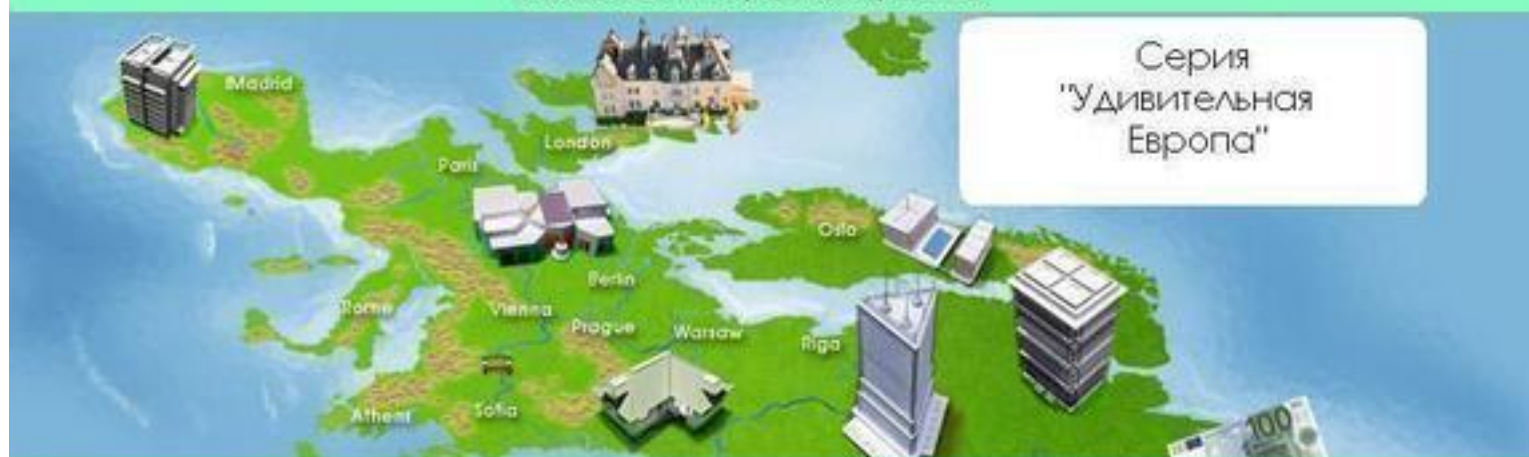 Серия
"Удивительная
Европа"
Madrid
London
Paris
Oslo
Berlin
Rome
Vienna
Prague
Warsaw
Riga
Athens
Sofia
100